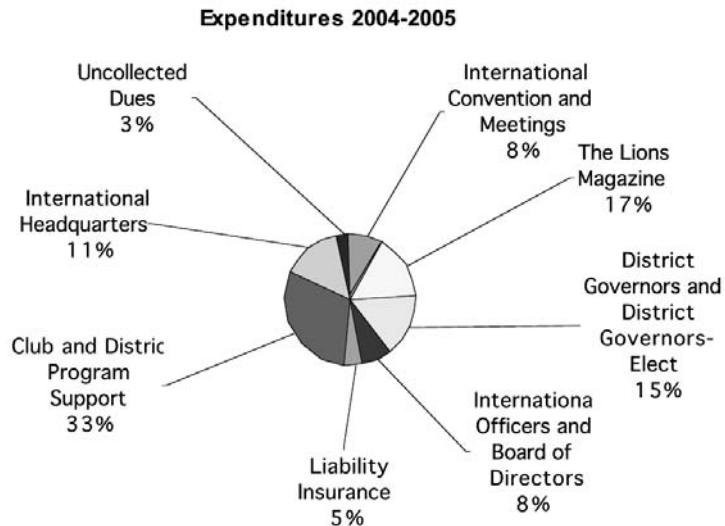 Expenditures 2004-2005
Uncollected
Dues
3%
International
Convention and
Meetings
8%
The Lions
Magazine
17%
International
Headquarters
11%
District
Governors and
District
Governors-
Elect
15%
Club and Distric
Program
Support
33%
Internationa
Officers and
Board of
Directors
8%
Liability
Insurance
5%